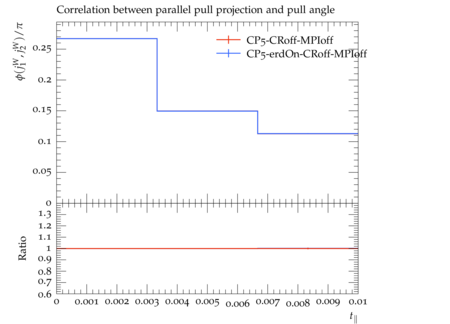 Correlation between parallel pull projection and pull angle
ϕ(j₁ᵂ, j₂ᵂ)/π
CP5-CRoff-MPIoff
CP5-erdOn-CRoff-MPIoff
0.25
0.2
0.15
0.1
0.05
0
Ratio
1.3
1.2
1.1
1
0.9
0.8
0.7
0.6
0 0.001 0.002 0.003 0.004 0.005 0.006 0.007 0.008 0.009 0.01
t∥